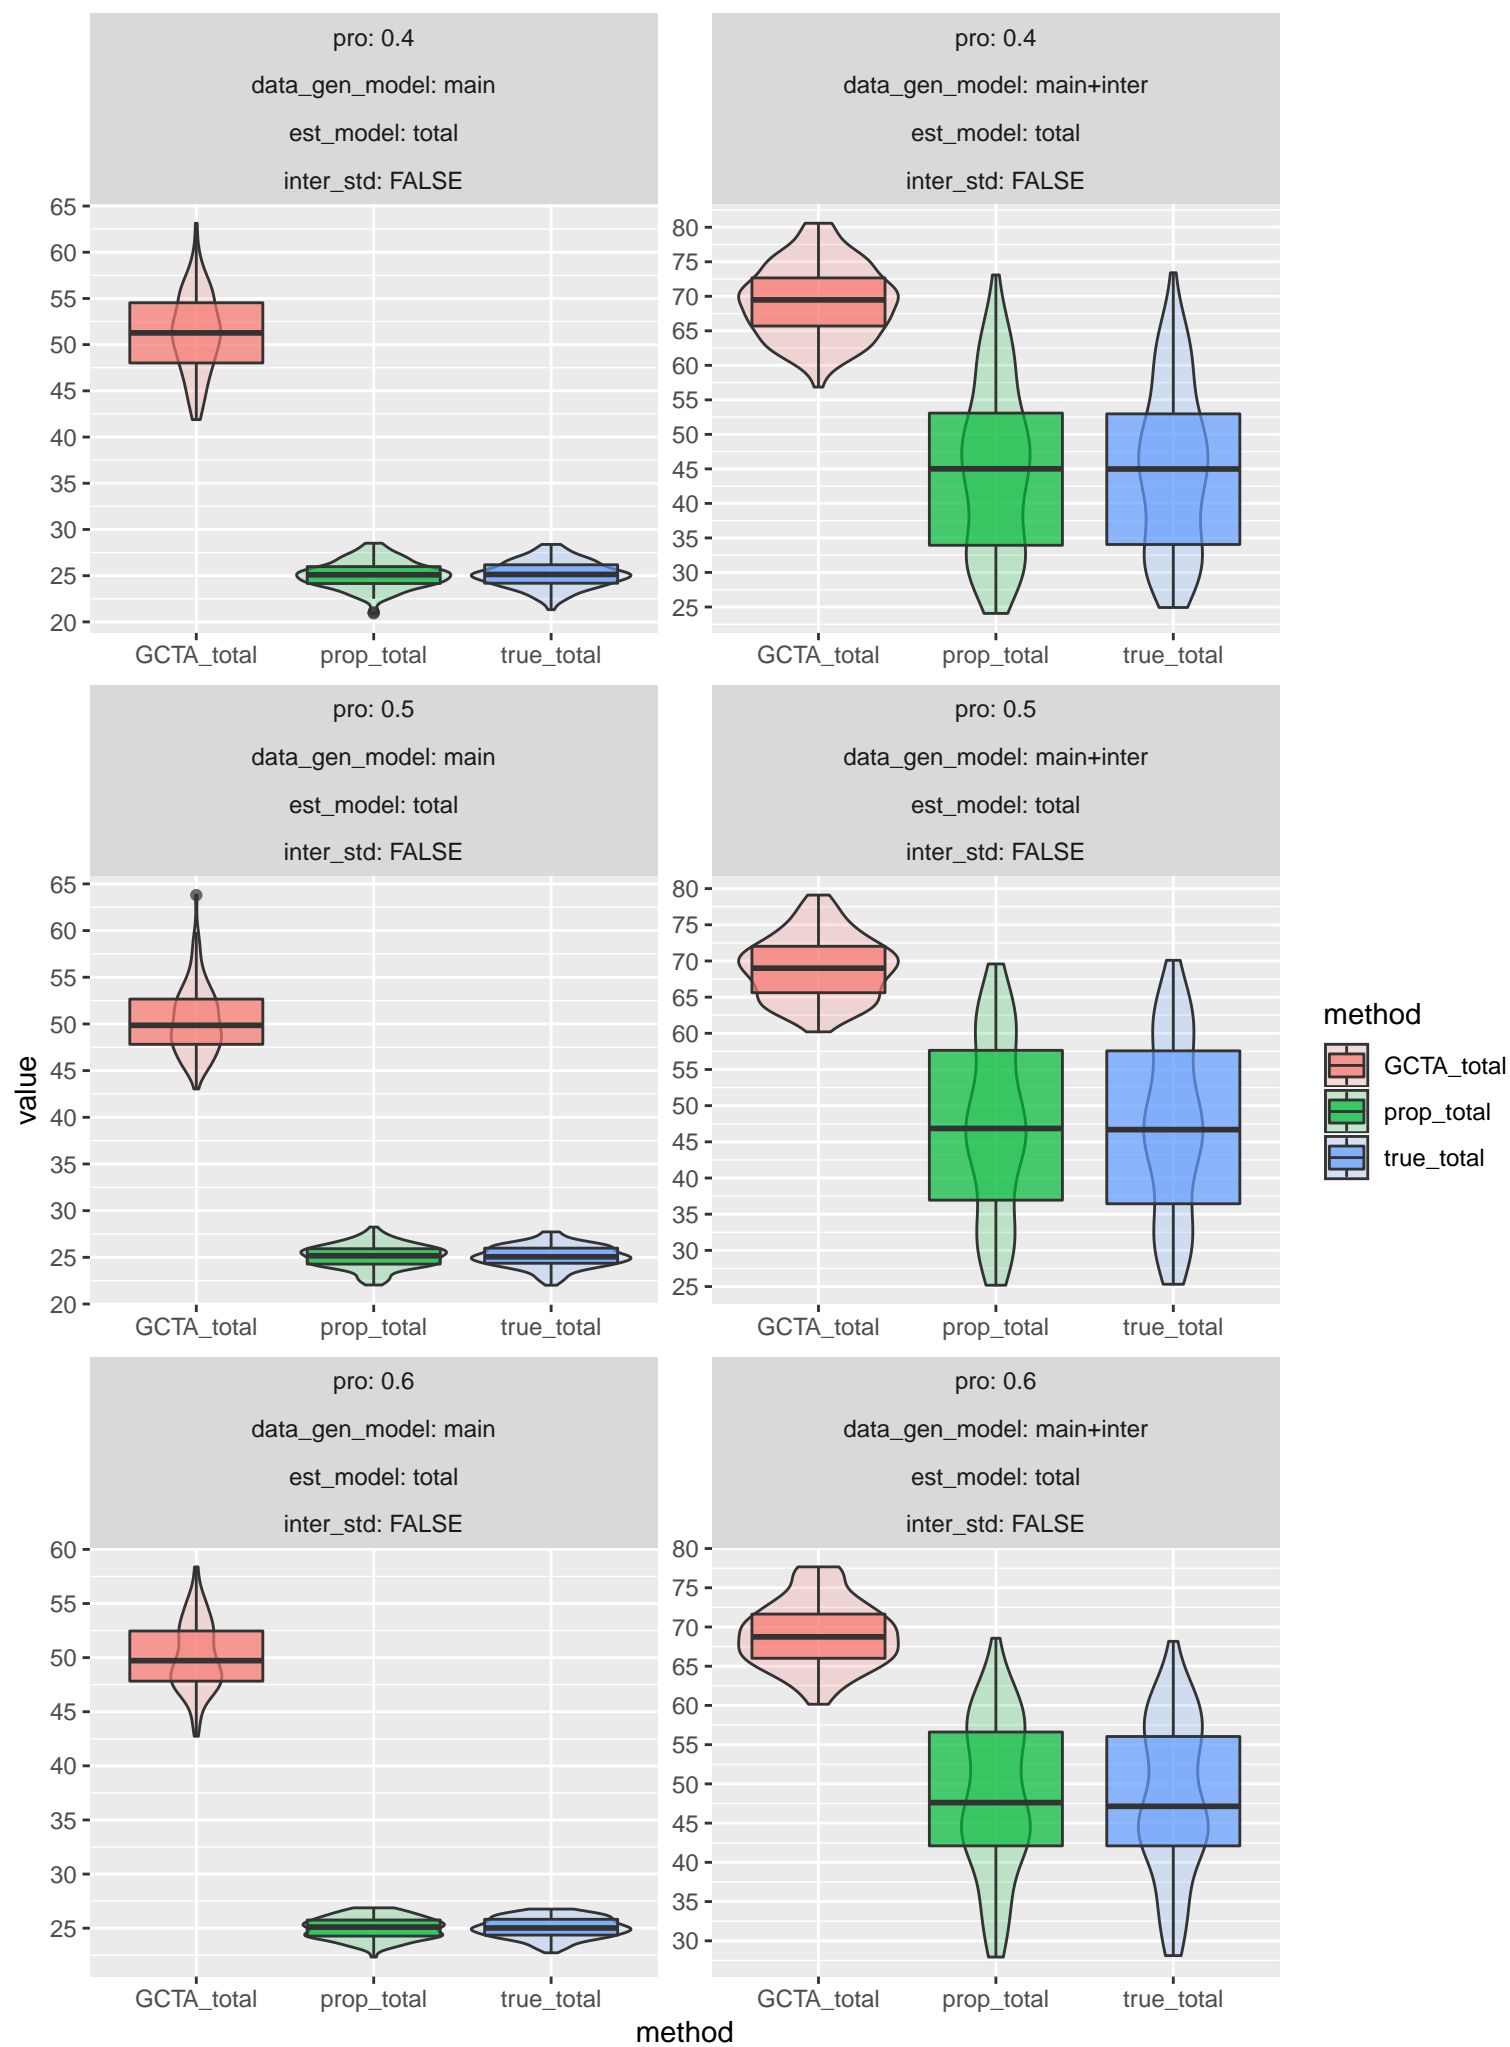 pro: 0.4
data_gen_model: main
est_model: total
inter_std: FALSE
pro: 0.4
data_gen_model: main+inter
est_model: total
inter_std: FALSE
65
60
55
50
45
40
35
30
25
20
80
75
70
65
60
55
50
45
40
35
30
25
GCTA_total prop_total true_total
GCTA_total prop_total true_total
pro: 0.5
data_gen_model: main
est_model: total
inter_std: FALSE
pro: 0.5
data_gen_model: main+inter
est_model: total
inter_std: FALSE
65
60
55
50
45
40
35
30
25
20
80
75
70
65
60
55
50
45
40
35
30
25
GCTA_total prop_total true_total
GCTA_total prop_total true_total
pro: 0.6
data_gen_model: main
est_model: total
inter_std: FALSE
pro: 0.6
data_gen_model: main+inter
est_model: total
inter_std: FALSE
60
55
50
45
40
35
30
25
80
75
70
65
60
55
50
45
40
35
30
GCTA_total prop_total true_total
GCTA_total prop_total true_total
value
method
method
GCTA_total
prop_total
true_total